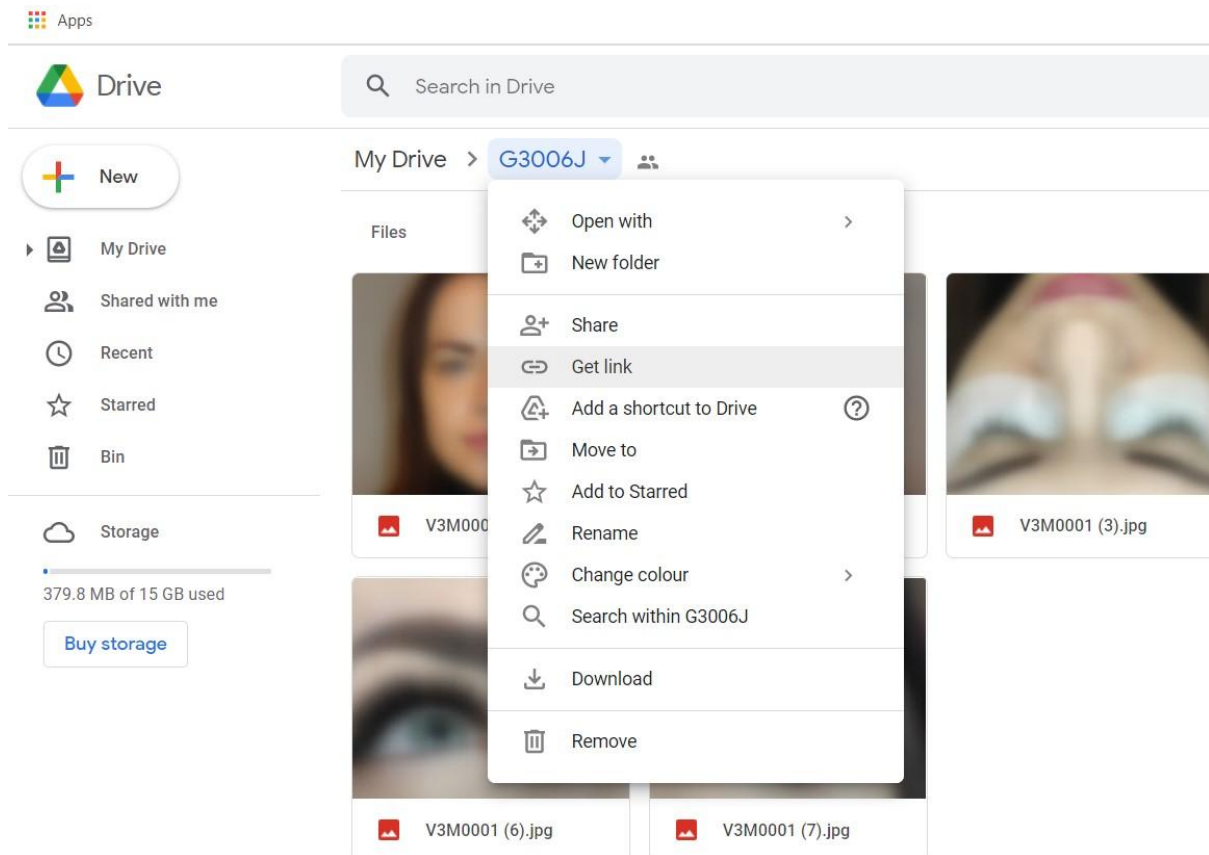 Apps
Drive
Search in Drive
New
My Drive
Shared with me
Recent
Starred
Bin
Storage
379.8 MB of 15 GB used
Buy storage
My Drive > G3006J
Files
Open with
New folder
Share
Get link
Add a shortcut to Drive
Move to
Add to Starred
Rename
Change colour
Search within G3006J
Download
Remove
V3M000
V3M0001 (3).jpg
V3M0001 (6).jpg
V3M0001 (7).jpg